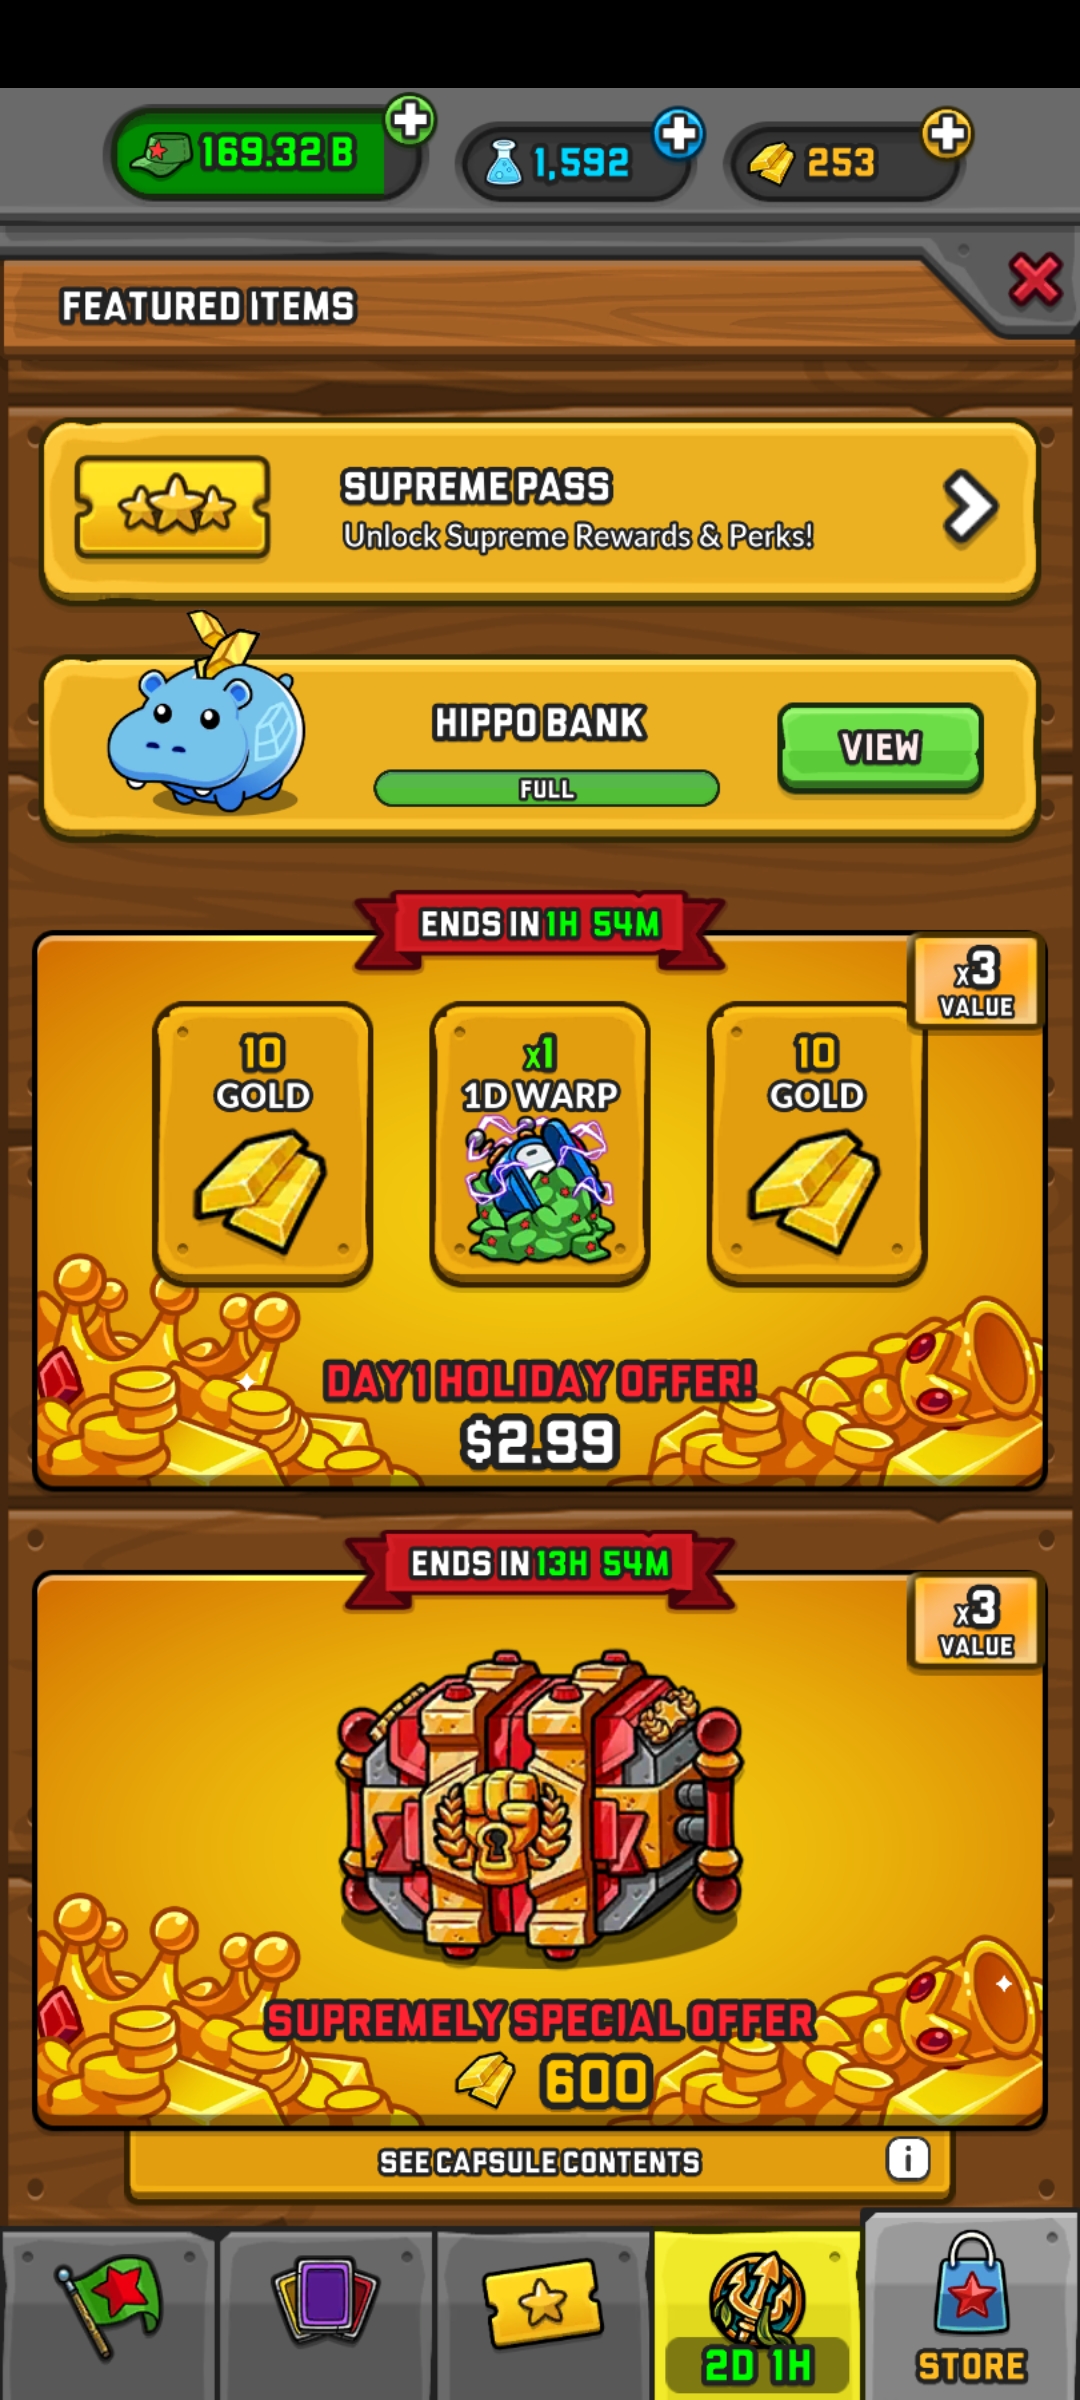 169.32 B
1,592
253
FEATURED ITEMS
SUPREME PASS
Unlock Supreme Rewards & Perks!
HIPPO BANK
FULL
VIEW
ENDS IN 1H 54M
x3
VALUE
10
GOLD
x1
1D WARP
10
GOLD
DAY 1 HOLIDAY OFFER!
$2.99
ENDS IN 13H 54M
x3
VALUE
SUPREMELY SPECIAL OFFER
600
SEE CAPSULE CONTENTS
i
2D 1H
STORE